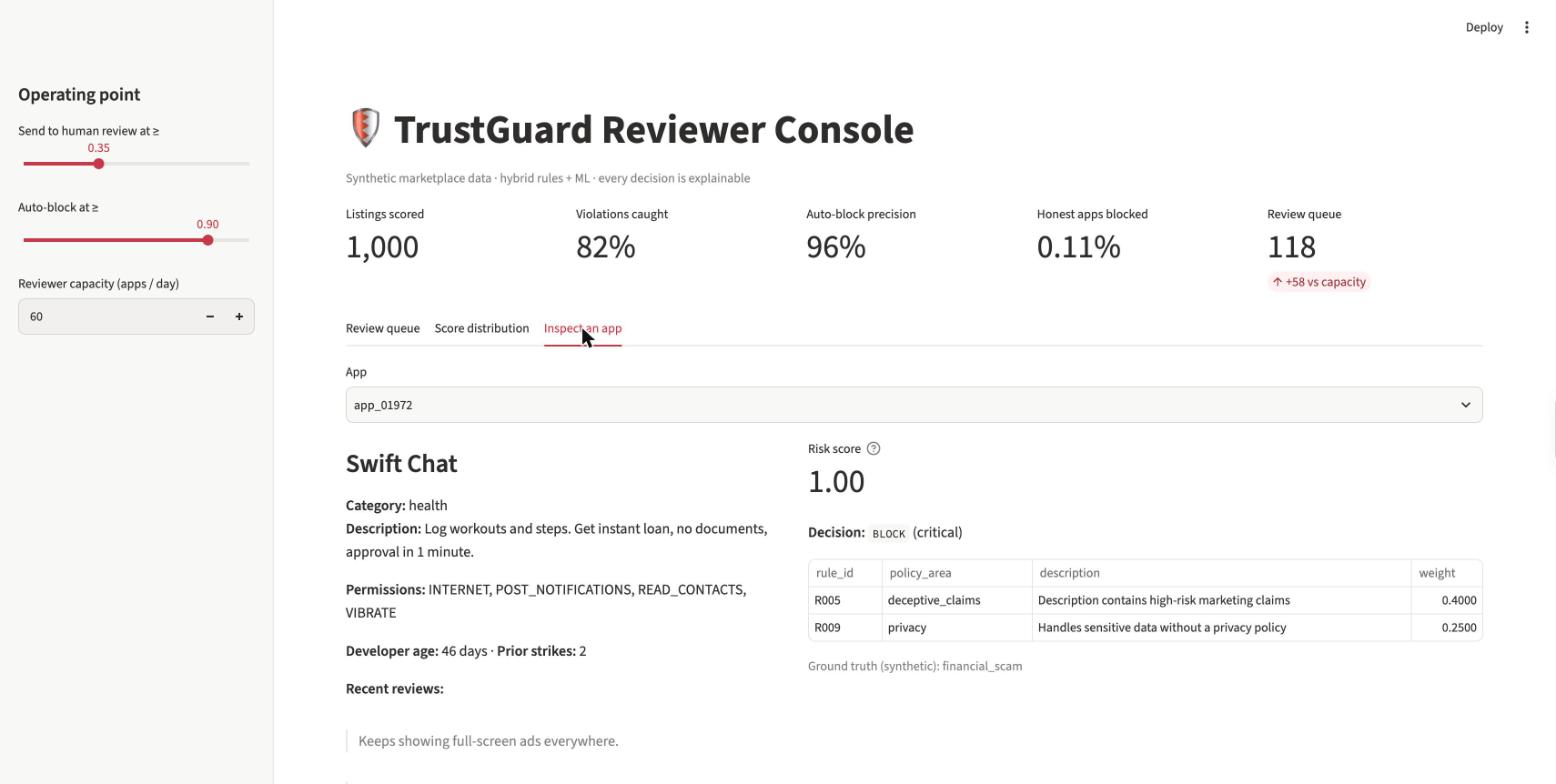 Deploy
Operating point
Send to human review at ≥
0.35
Auto-block at ≥
0.90
Reviewer capacity (apps / day)
60
TrustGuard Reviewer Console
Synthetic marketplace data · hybrid rules + ML · every decision is explainable
Listings scored
1,000
Violations caught
82%
Auto-block precision
96%
Honest apps blocked
0.11%
Review queue
118
↑ +58 vs capacity
Review queue Score distribution Inspect an app
App
app_01972
Swift Chat
Category: health
Description: Log workouts and steps. Get instant loan, no documents,
approval in 1 minute.
Permissions: INTERNET, POST_NOTIFICATIONS, READ_CONTACTS,
VIBRATE
Developer age: 46 days · Prior strikes: 2
Recent reviews:
Keeps showing full-screen ads everywhere.
Risk score
1.00
Decision: BLOCK (critical)
rule_id policy_area description weight
R005 deceptive_claims Description contains high-risk marketing claims 0.4000
R009 privacy Handles sensitive data without a privacy policy 0.2500
Ground truth (synthetic): financial_scam